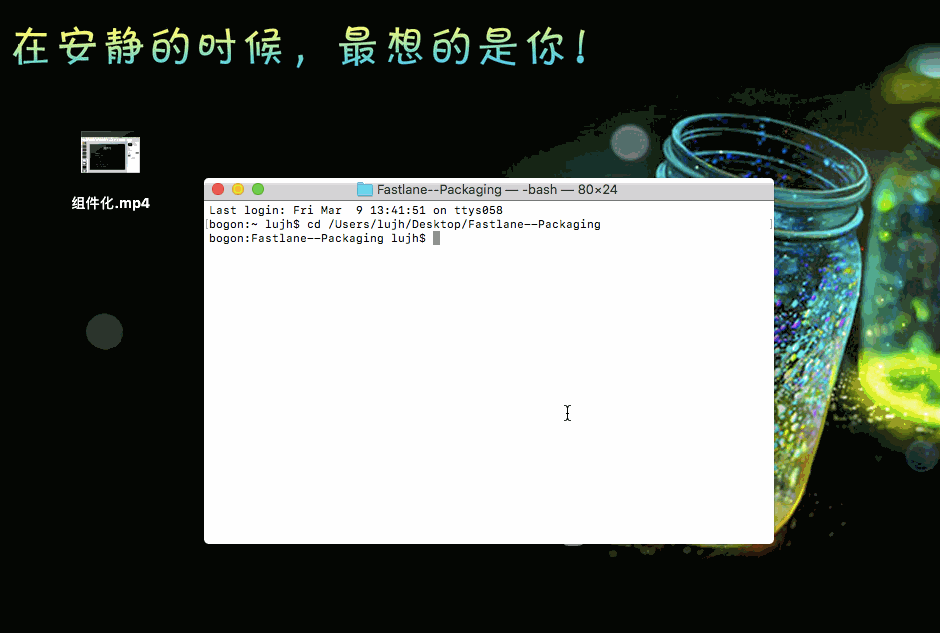 在安静的时候，最想的是你！
组件化.mp4
Fastlane--Packaging — -bash — 80×24
Last login: Fri Mar  9 13:41:51 on ttys058
[bogon:~ lujh$ cd /Users/lujh/Desktop/Fastlane--Packaging ]
bogon:Fastlane--Packaging lujh$